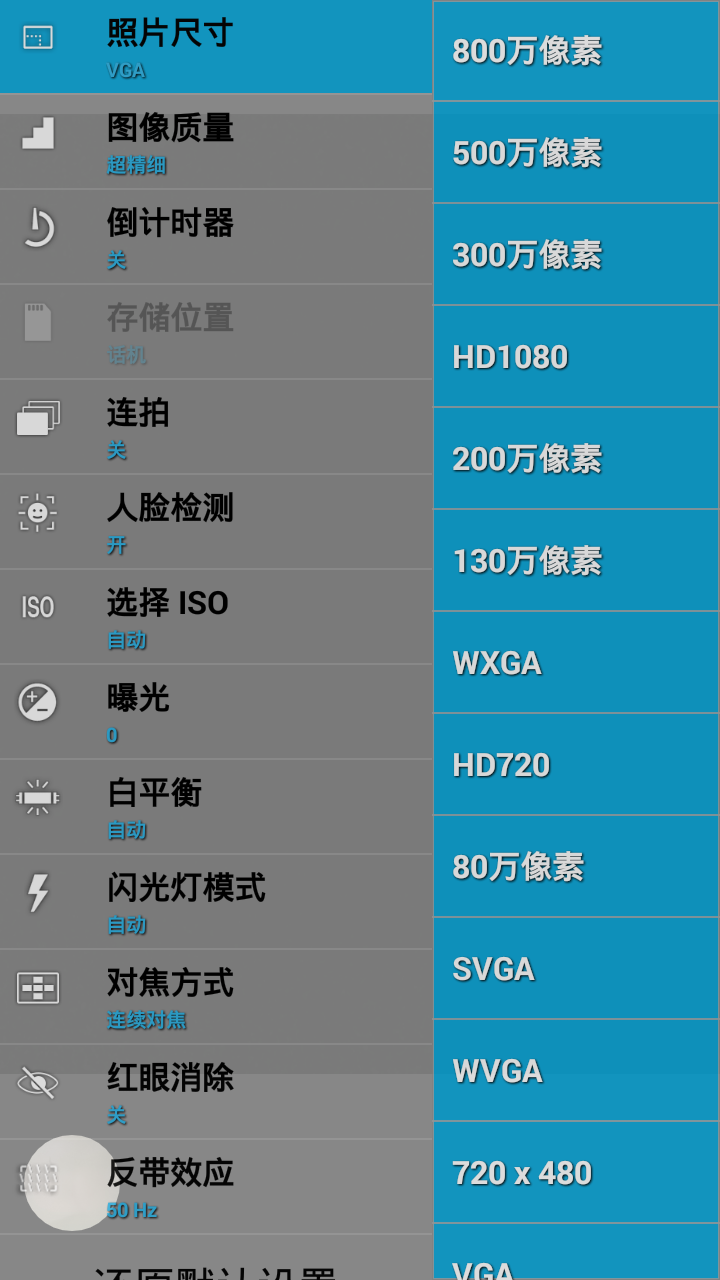 照片尺寸
VGA
图像质量
超精细
倒计时器
关
存储位置
话机
连拍
关
人脸检测
开
ISO
选择 ISO
自动
曝光
0
白平衡
自动
闪光灯模式
自动
对焦方式
连续对焦
红眼消除
关
反带效应
50 Hz
还原默认设置
800万像素
500万像素
300万像素
HD1080
200万像素
130万像素
WXGA
HD720
80万像素
SVGA
WVGA
720 x 480
VGA